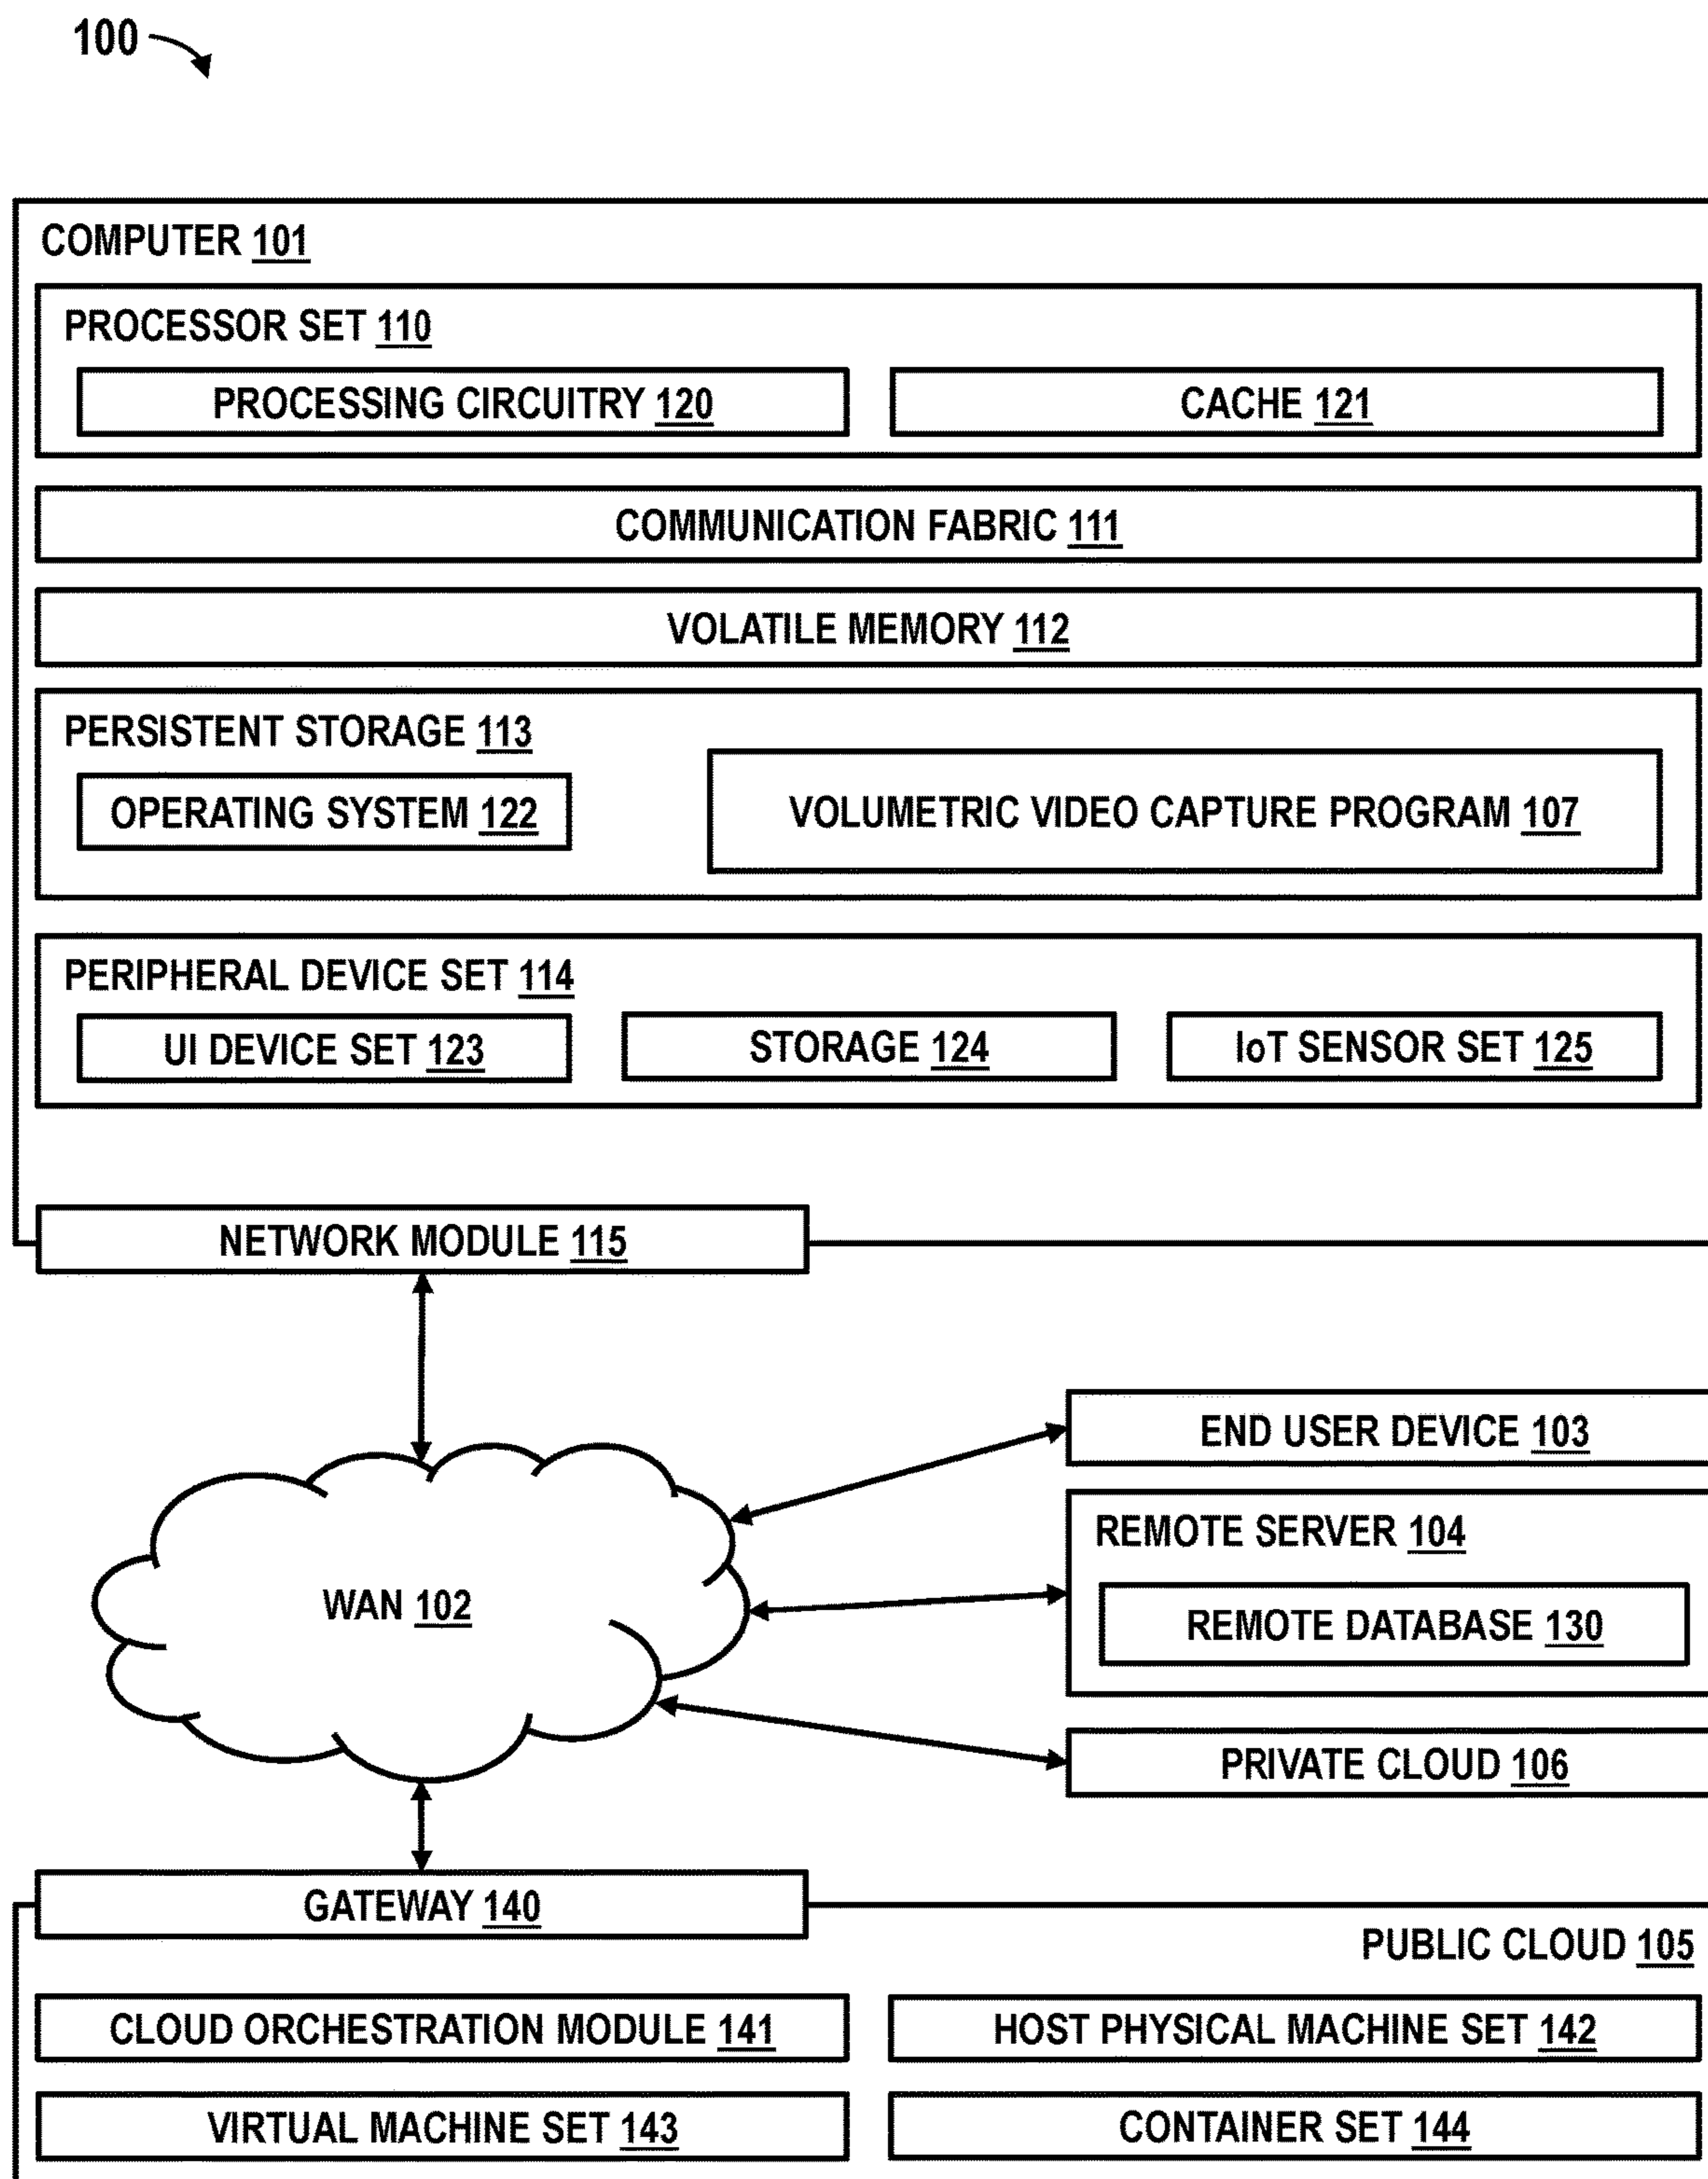 100
COMPUTER 101
PROCESSOR SET 110
PROCESSING CIRCUITRY 120
CACHE 121
COMMUNICATION FABRIC 111
VOLATILE MEMORY 112
PERSISTENT STORAGE 113
OPERATING SYSTEM 122
VOLUMETRIC VIDEO CAPTURE PROGRAM 107
PERIPHERAL DEVICE SET 114
UI DEVICE SET 123
STORAGE 124
IoT SENSOR SET 125
NETWORK MODULE 115
END USER DEVICE 103
REMOTE SERVER 104
WAN 102
REMOTE DATABASE 130
PRIVATE CLOUD 106
GATEWAY 140
PUBLIC CLOUD 105
CLOUD ORCHESTRATION MODULE 141
HOST PHYSICAL MACHINE SET 142
VIRTUAL MACHINE SET 143
CONTAINER SET 144